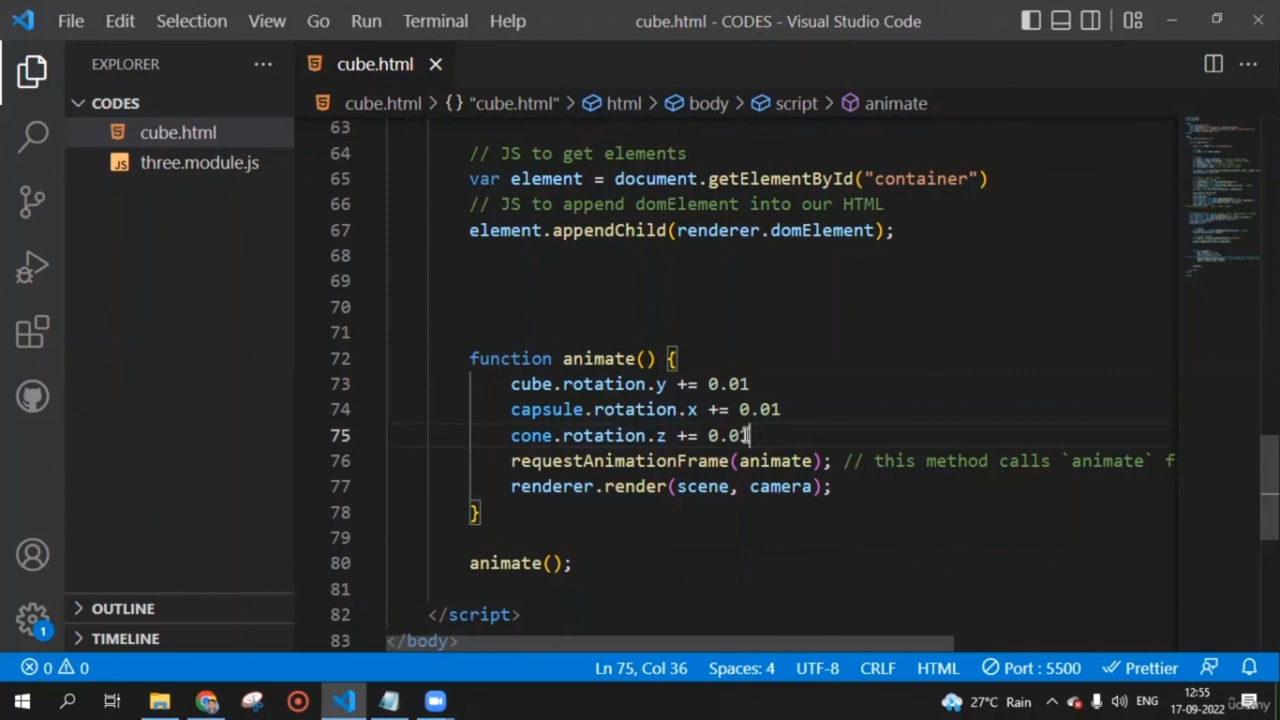 File Edit Selection View Go Run Terminal Help cube.html - CODES - Visual Studio Code
EXPLORER
cube.html
CODES
cube.html > {} "cube.html" > html > body > script > animate
cube.html
JS three.module.js
63
64 // JS to get elements
65 var element = document.getElementById("container")
66 // JS to append domElement into our HTML
67 element.appendChild(renderer.domElement);
68
69
70
71
72 function animate() {
73 cube.rotation.y += 0.01
74 capsule.rotation.x += 0.01
75 cone.rotation.z += 0.01
76 requestAnimationFrame(animate); // this method calls `animate` f
77 renderer.render(scene, camera);
78 }
79
80 animate();
81
82 </script>
83 </body>
OUTLINE
TIMELINE
1
0 0 Ln 75, Col 36 Spaces: 4 UTF-8 CRLF HTML Port : 5500 Prettier
27°C Rain ENG 12:55
17-09-2022
ûdemy